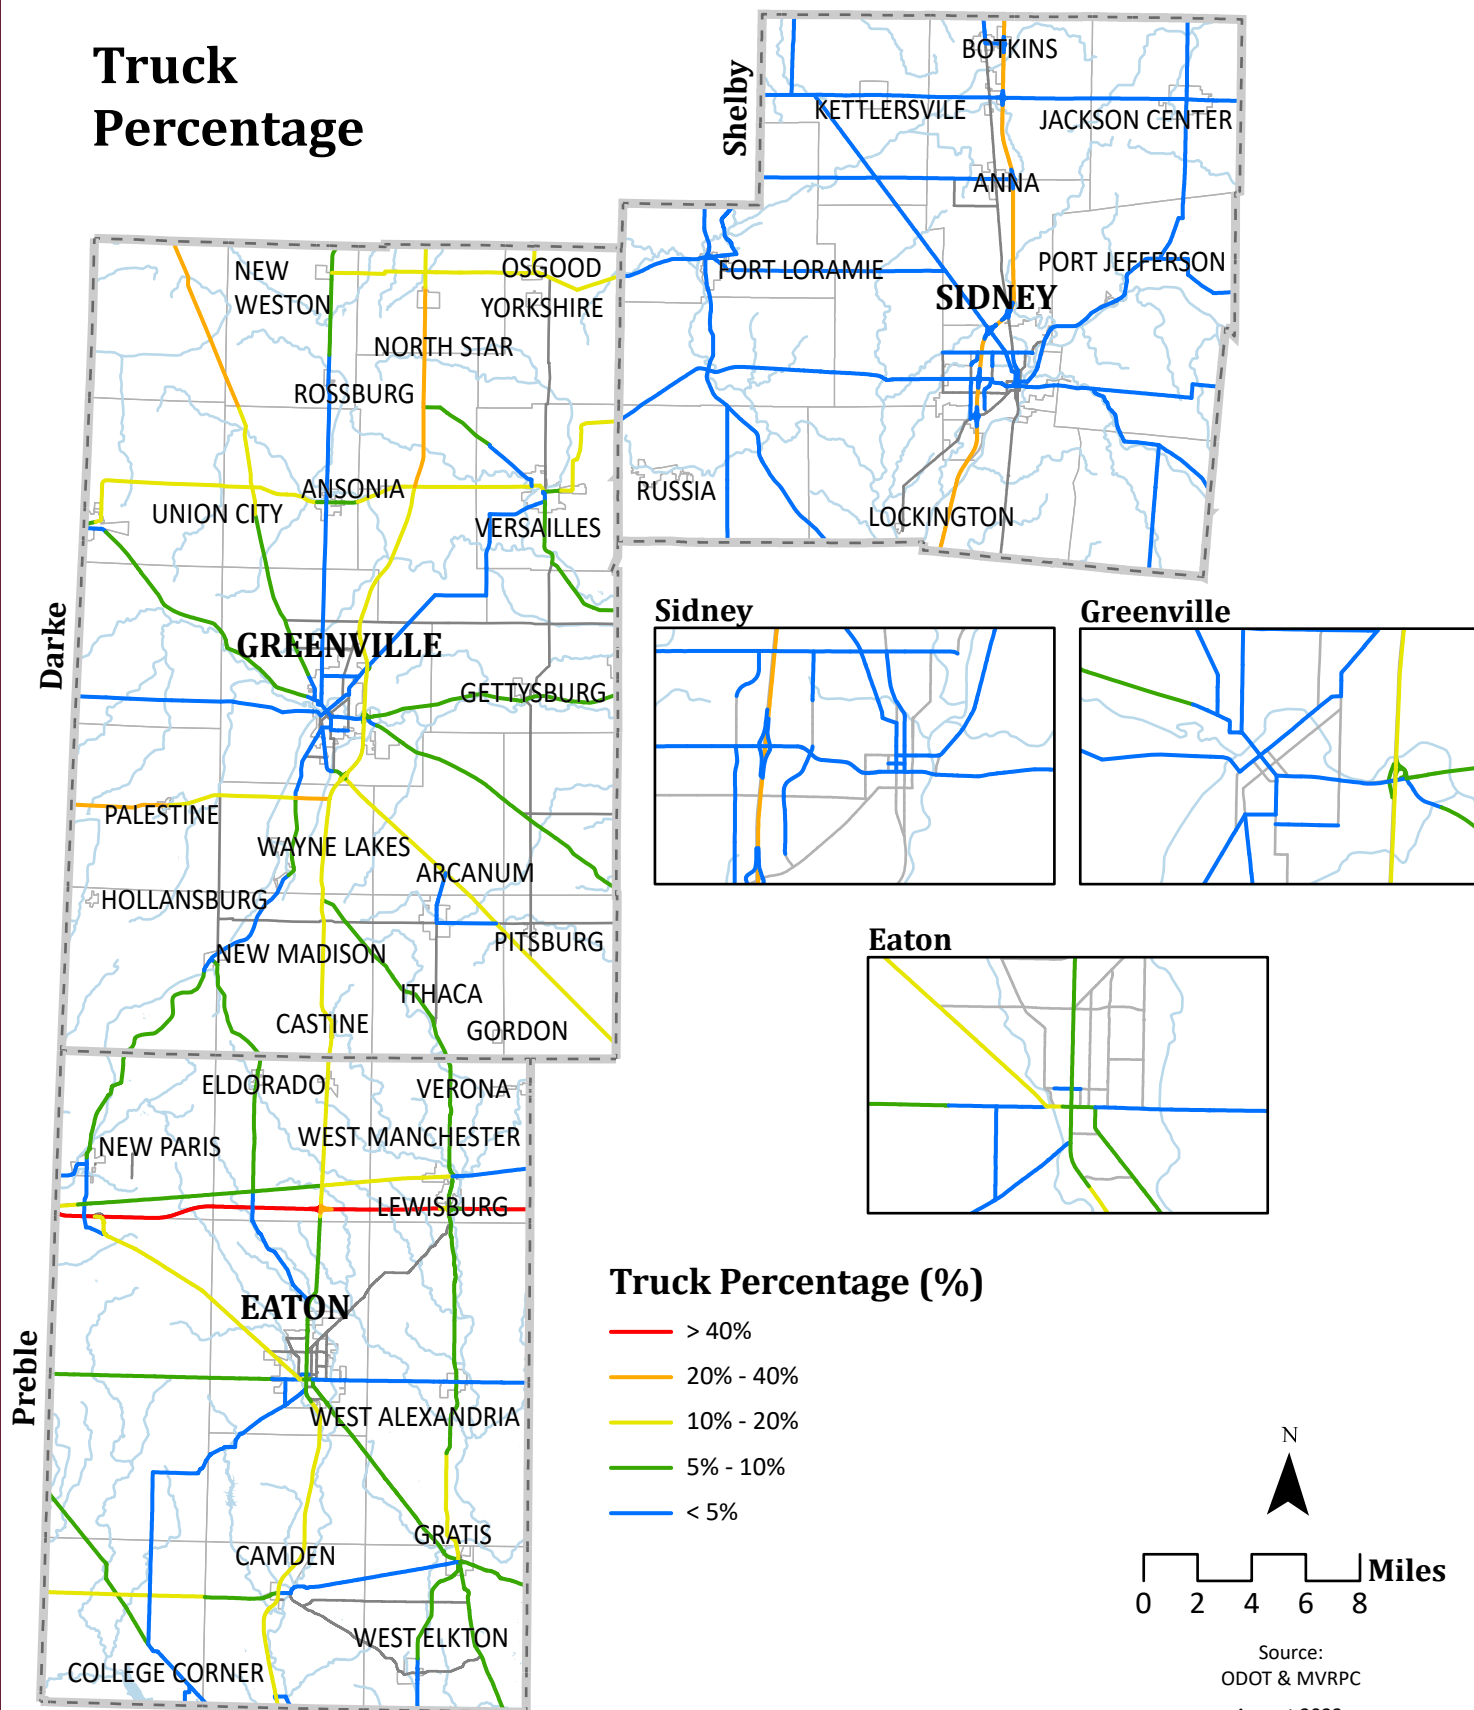 Truck
Percentage
Shelby
BOTKINS
KETTLERSVILE
JACKSON CENTER
ANNA
FORT LORAMIE
PORT JEFFERSON
SIDNEY
RUSSIA
LOCKINGTON
Darke
NEW
WESTON
OSGOOD
YORKSHIRE
NORTH STAR
ROSSBURG
ANSONIA
UNION CITY
VERSAILLES
GREENVILLE
GETTYSBURG
PALESTINE
WAYNE LAKES
ARCANUM
HOLLANSBURG
PITSBURG
NEW MADISON
ITHACA
CASTINE
GORDON
Sidney
Greenville
Eaton
Preble
ELDORADO
VERONA
WEST MANCHESTER
NEW PARIS
LEWISBURG
EATON
WEST ALEXANDRIA
GRATIS
CAMDEN
WEST ELKTON
COLLEGE CORNER
Truck Percentage (%)
> 40%
20% - 40%
10% - 20%
5% - 10%
< 5%
N
Miles
0 2 4 6 8
Source:
ODOT & MVRPC